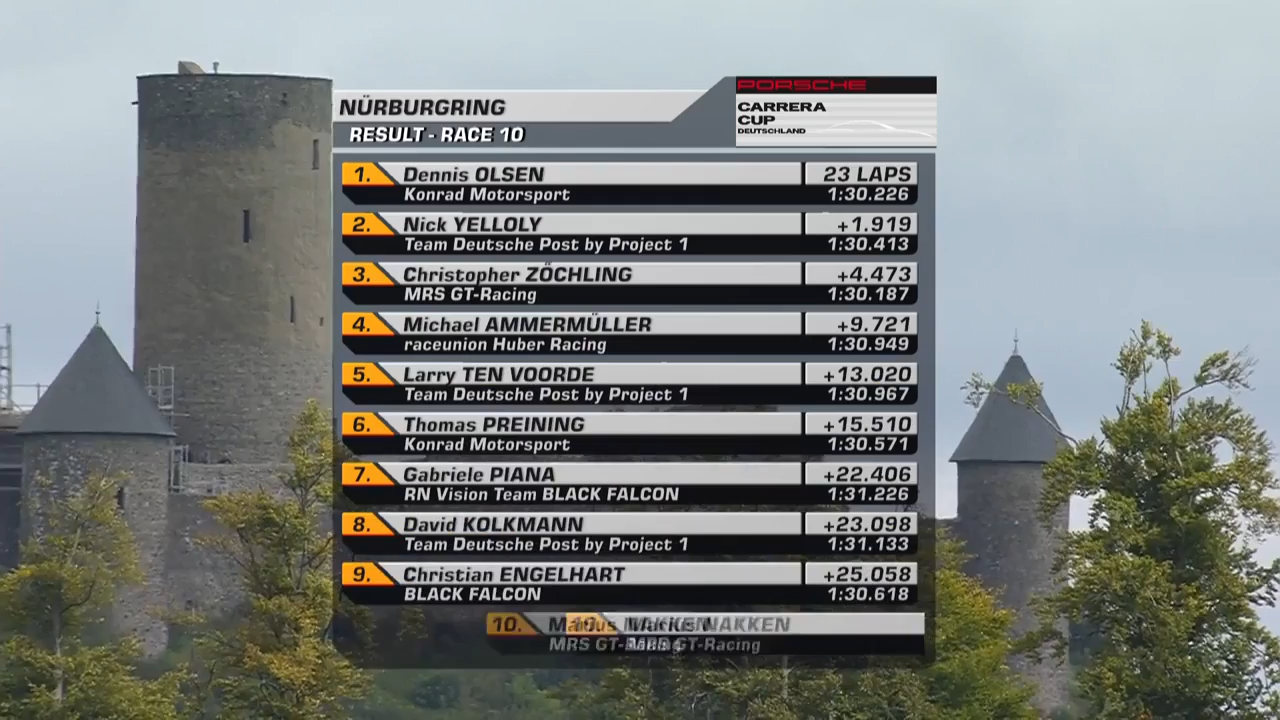 NÜRBURGRING
RESULT - RACE 10
PORSCHE
CARRERA
CUP
DEUTSCHLAND
1. Dennis OLSEN 23 LAPS
Konrad Motorsport 1:30.226
2. Nick YELLOLY +1.919
Team Deutsche Post by Project 1 1:30.413
3. Christopher ZÖCHLING +4.473
MRS GT-Racing 1:30.187
4. Michael AMMERMÜLLER +9.721
raceunion Huber Racing 1:30.949
5. Larry TEN VOORDE +13.020
Team Deutsche Post by Project 1 1:30.967
6. Thomas PREINING +15.510
Konrad Motorsport 1:30.571
7. Gabriele PIANA +22.406
RN Vision Team BLACK FALCON 1:31.226
8. David KOLKMANN +23.098
Team Deutsche Post by Project 1 1:31.133
9. Christian ENGELHART +25.058
BLACK FALCON 1:30.618
10.
MRS GT-Racing